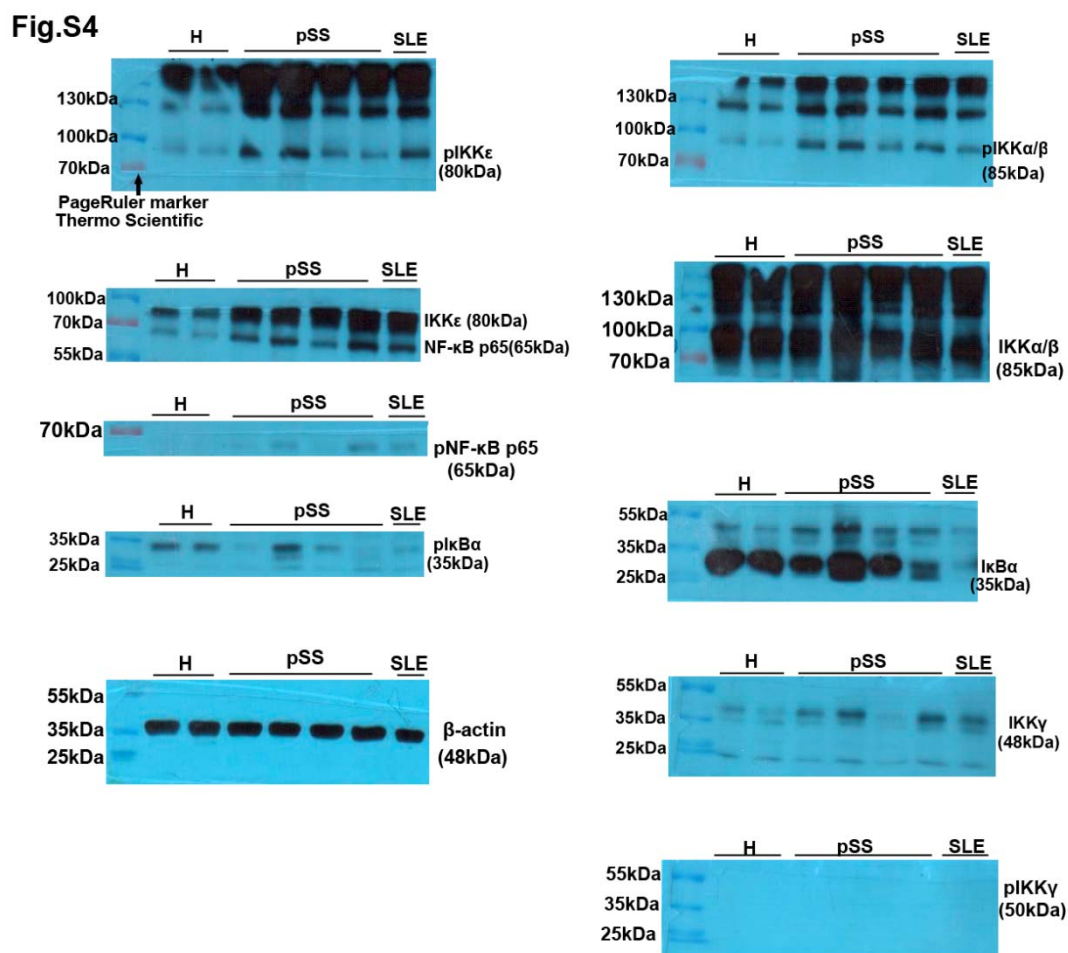 Fig.S4
H pSS SLE
130kDa
100kDa
70kDa
pIKKε
(80kDa)
PageRuler marker
Thermo Scientific
H pSS SLE
130kDa
100kDa
70kDa
pIKKα/β
(85kDa)
H pSS SLE
100kDa
70kDa
55kDa
IKKε (80kDa)
NF-κB p65(65kDa)
H pSS SLE
130kDa
100kDa
70kDa
IKKα/β
(85kDa)
H pSS SLE
70kDa
pNF-κB p65
(65kDa)
H pSS SLE
35kDa
25kDa
pIκBα
(35kDa)
H pSS SLE
55kDa
35kDa
25kDa
IκBα
(35kDa)
H pSS SLE
55kDa
35kDa
25kDa
β-actin
(48kDa)
H pSS SLE
55kDa
35kDa
25kDa
IKKγ
(48kDa)
H pSS SLE
55kDa
35kDa
25kDa
pIKKγ
(50kDa)